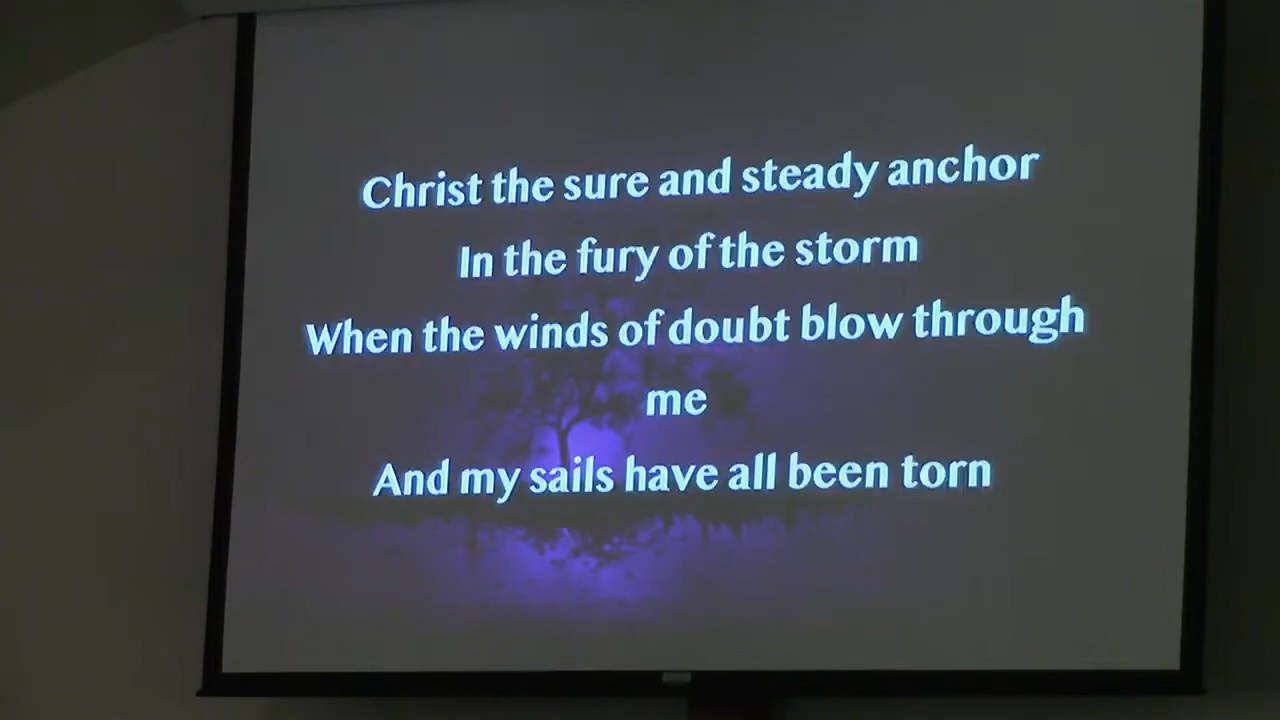 Christ the sure and steady anchor
In the fury of the storm
When the winds of doubt blow through
me
And my sails have all been torn